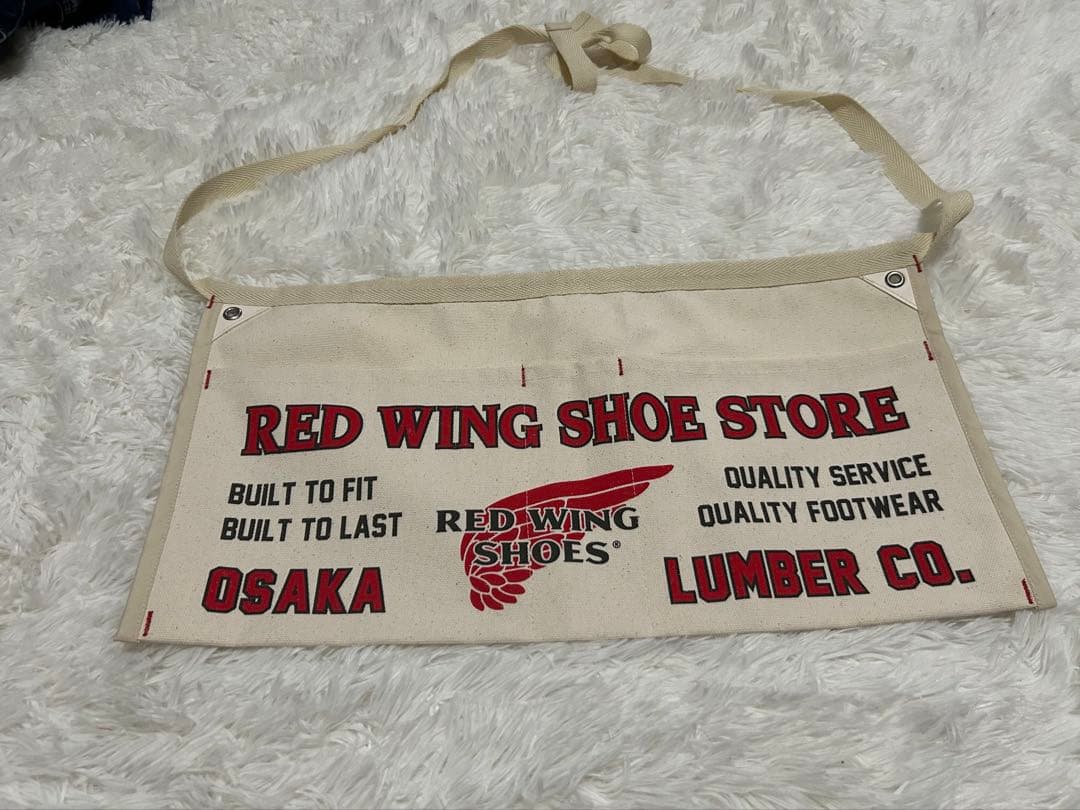 RED WING SHOE STORE
BUILT TO FIT
BUILT TO LAST
OSAKA
RED WING
SHOES®
QUALITY SERVICE
QUALITY FOOTWEAR
LUMBER CO.